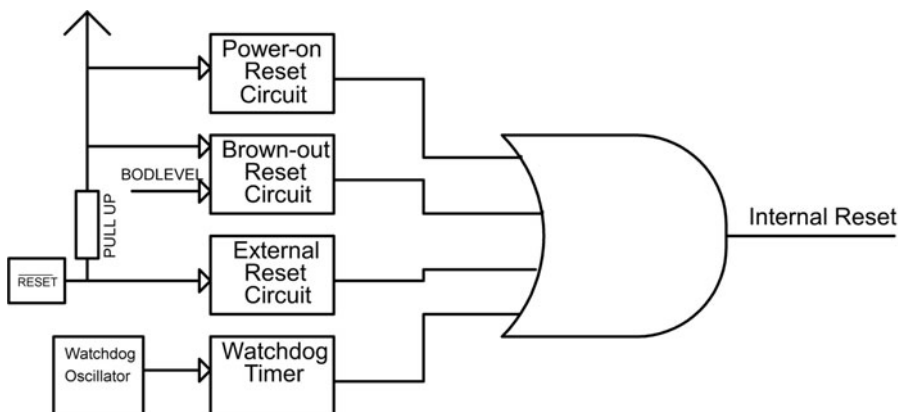 Power-on
Reset
Circuit
Brown-out
Reset
Circuit
BODLEVEL
PULL UP
External
Reset
Circuit
RESET
Watchdog
Oscillator
Watchdog
Timer
Internal Reset